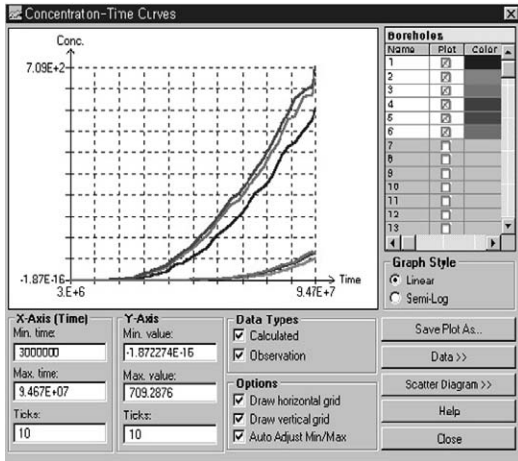 Concentraton-Time Curves
Conc.
7.09E+2
-1.87E-16
3.E+6
9.47E+7
Time
Boreholes
Name Plot Color
1
2
3
4
5
6
7
8
9
10
11
12
13
Graph Style
Linear
Semi-Log
X-Axis (Time)
Min. time:
3000000
Max. time:
9.467E+07
Ticks:
10
Y-Axis
Min. value:
-1.872274E-16
Max. value:
709.2876
Ticks:
10
Data Types
Calculated
Observation
Options
Draw horizontal grid
Draw vertical grid
Auto Adjust Min/Max
Save Plot As...
Data >>
Scatter Diagram >>
Help
Close